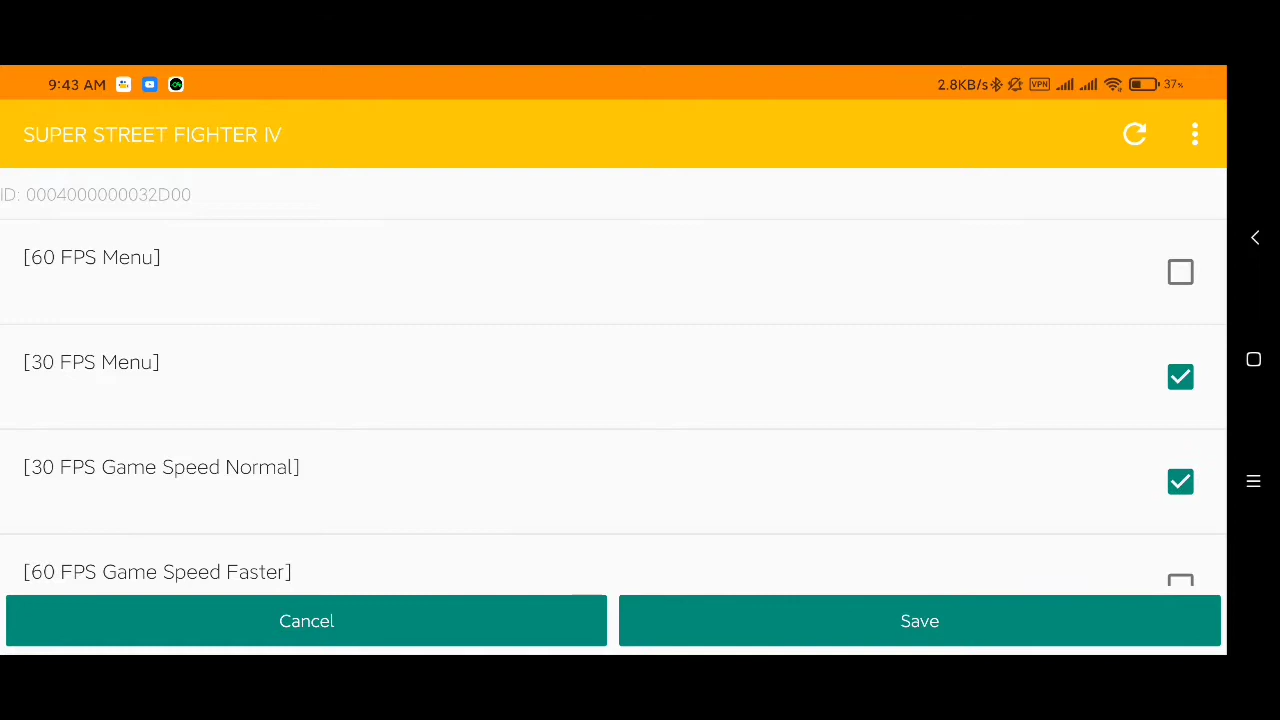 9:43 AM
2.8KB/s VPN 37%
SUPER STREET FIGHTER IV
ID: 0004000000032D00
[60 FPS Menu]
[30 FPS Menu]
[30 FPS Game Speed Normal]
[60 FPS Game Speed Faster]
Cancel Save